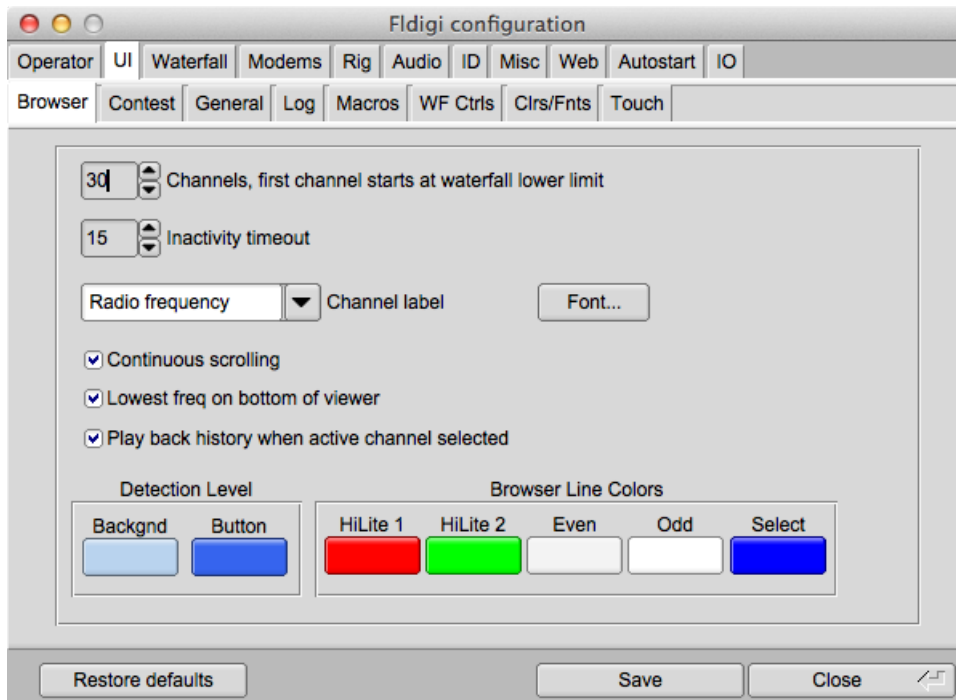 Fldigi configuration
Operator UI Waterfall Modems Rig Audio ID Misc Web Autostart IO
Browser Contest General Log Macros WF Ctrls Clrs/Fnts Touch
30 Channels, first channel starts at waterfall lower limit
15 Inactivity timeout
Radio frequency Channel label Font...
Continuous scrolling
Lowest freq on bottom of viewer
Play back history when active channel selected
Detection Level Browser Line Colors
Backgnd Button HiLite 1 HiLite 2 Even Odd Select
Restore defaults Save Close